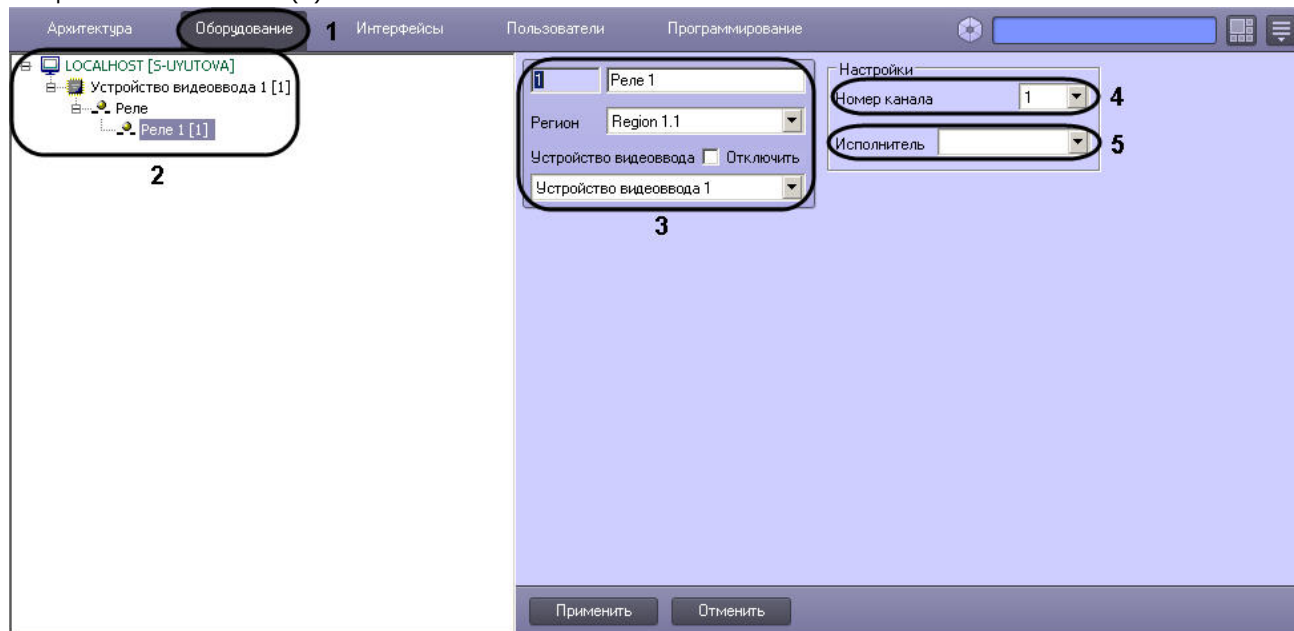 Архитектура Оборудование 1 Интерфейсы Пользователи Программирование
LOCALHOST [S-UYUTOVA]
Устройство видеоввода 1 [1]
Реле
Реле 1 [1]
2
1 Реле 1
Регион Region 1.1
Устройство видеоввода Отключить
Устройство видеоввода 1
3
Настройки
Номер канала 1 4
Исполнитель 5
Применить Отменить